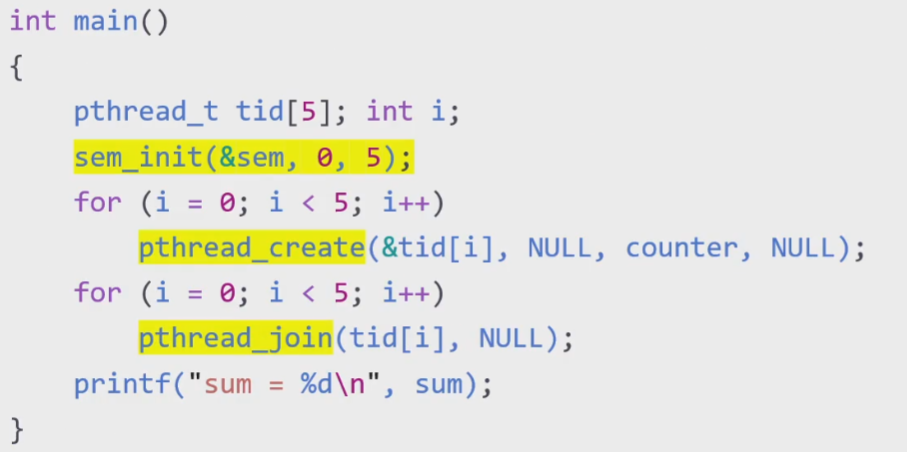 int main()
{
    pthread_t tid[5]; int i;
    sem_init(&sem, 0, 5);
    for (i = 0; i < 5; i++)
        pthread_create(&tid[i], NULL, counter, NULL);
    for (i = 0; i < 5; i++)
        pthread_join(tid[i], NULL);
    printf("sum = %d\n", sum);
}